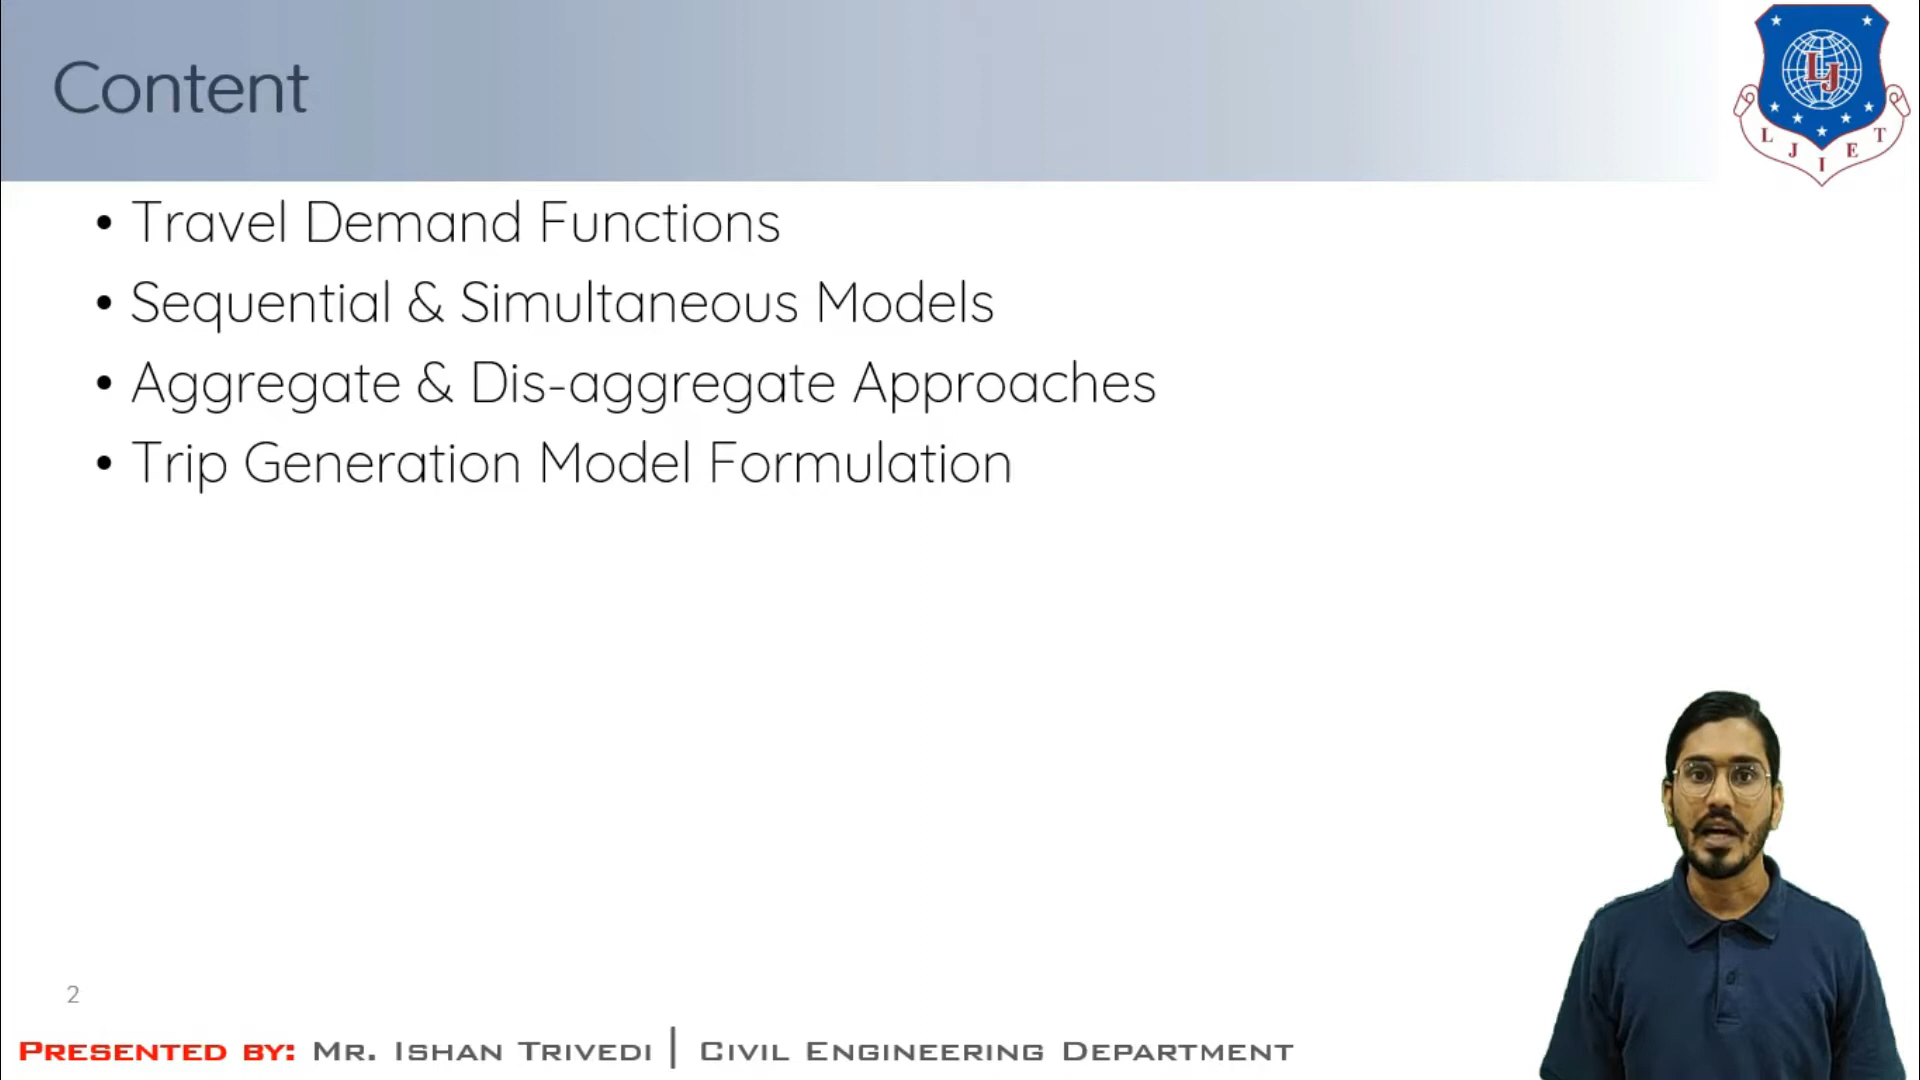 Content
LJ
L J I E T
• Travel Demand Functions
• Sequential & Simultaneous Models
• Aggregate & Dis-aggregate Approaches
• Trip Generation Model Formulation
2
PRESENTED BY: MR. ISHAN TRIVEDI | CIVIL ENGINEERING DEPARTMENT